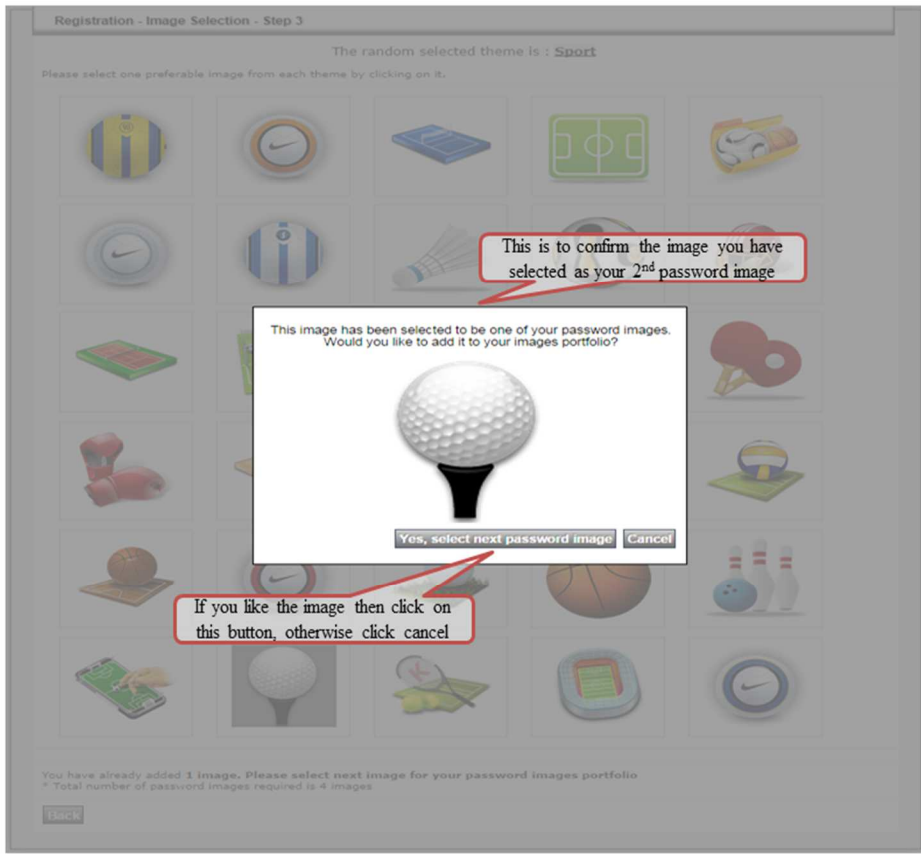 Registration - Image Selection - Step 3
The random selected theme is : Sport
Please select one preferable image from each theme by clicking on it.
This is to confirm the image you have
selected as your 2nd password image
This image has been selected to be one of your password images.
Would you like to add it to your images portfolio?
Yes, select next password image
Cancel
If you like the image then click on
this button, otherwise click cancel
K
You have already added 1 image. Please select next image for your password images portfolio
* Total number of password images required is 4 images
Back